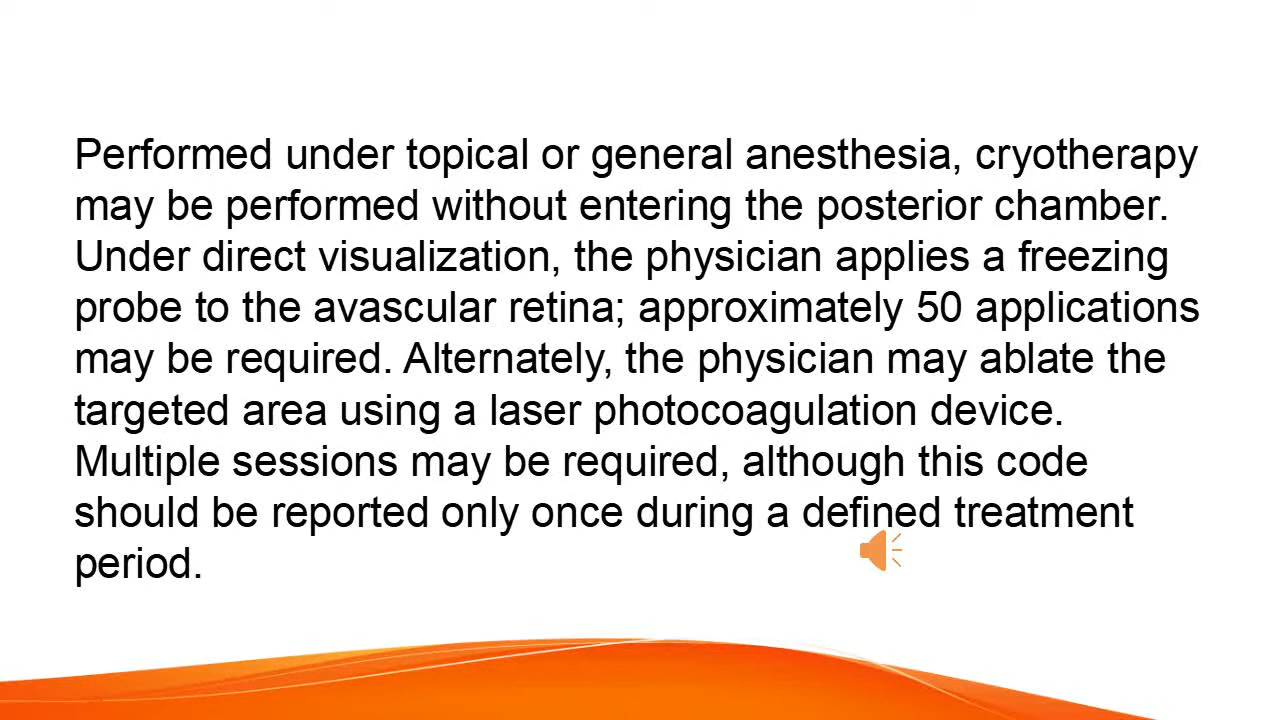 Performed under topical or general anesthesia, cryotherapy
may be performed without entering the posterior chamber.
Under direct visualization, the physician applies a freezing
probe to the avascular retina; approximately 50 applications
may be required. Alternately, the physician may ablate the
targeted area using a laser photocoagulation device.
Multiple sessions may be required, although this code
should be reported only once during a defined treatment
period.